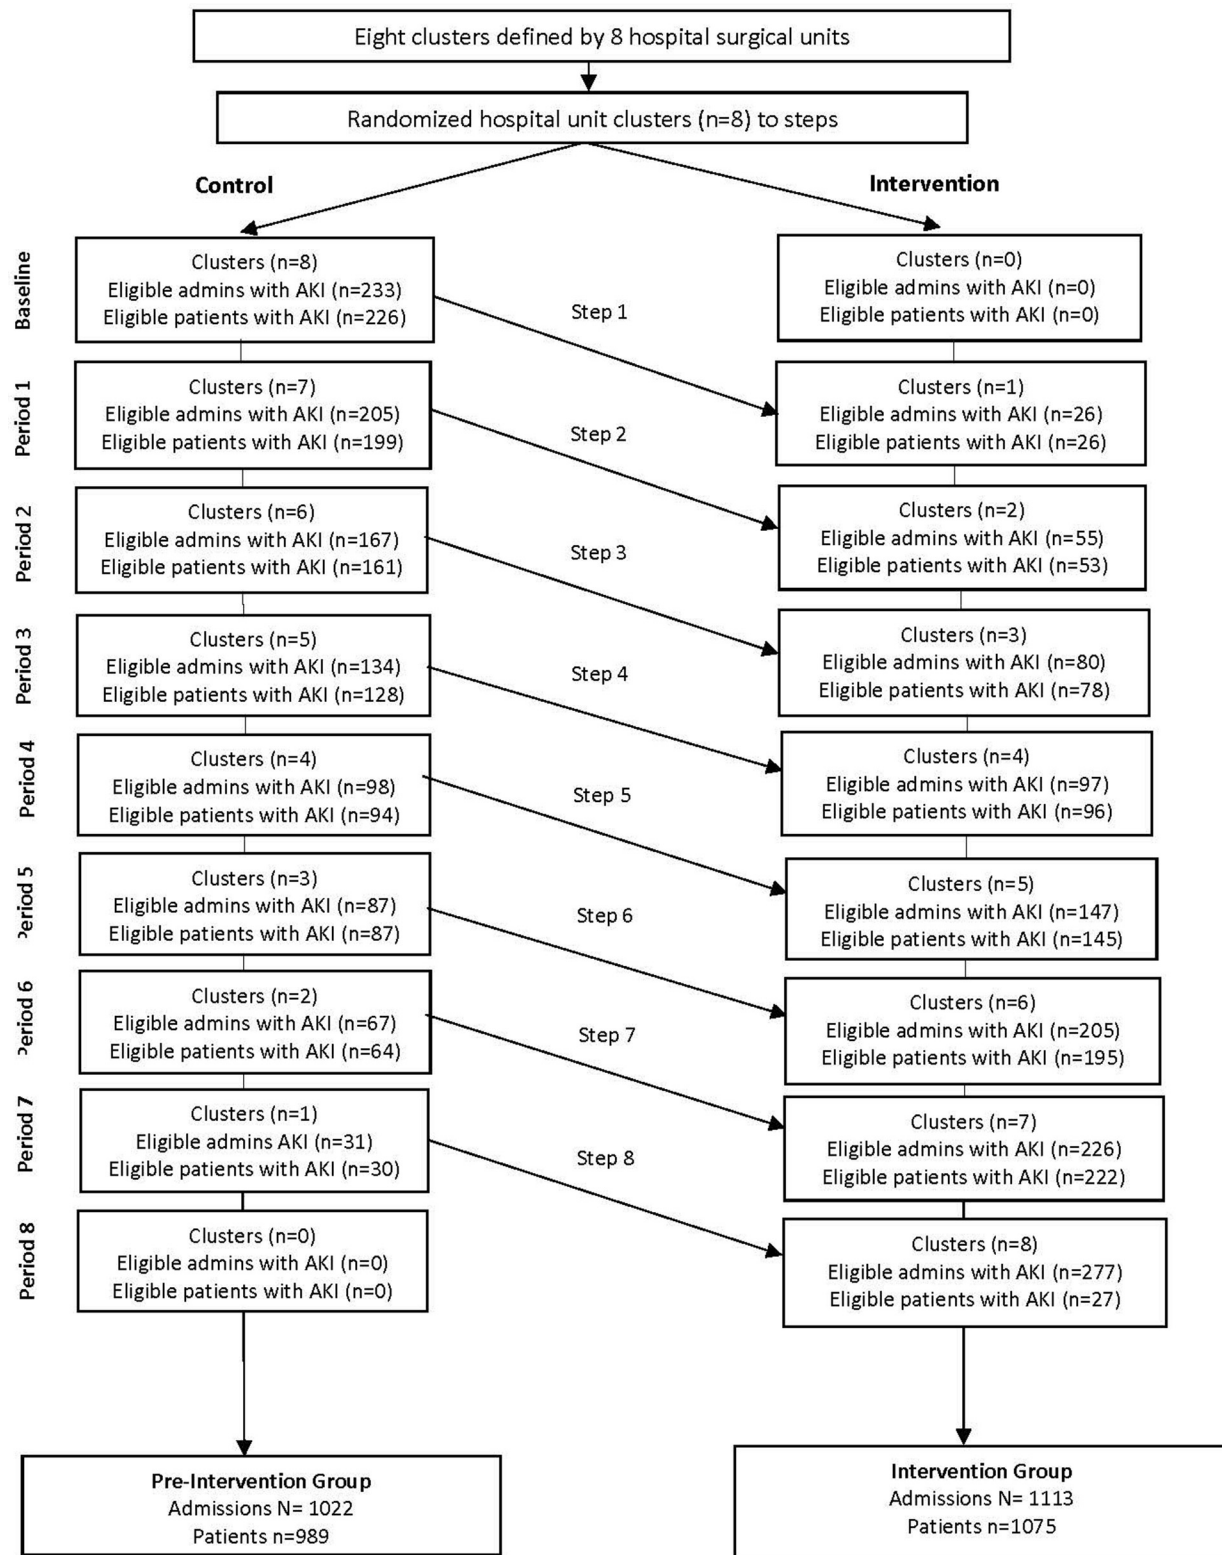 Eight clusters defined by 8 hospital surgical units
Randomized hospital unit clusters (n=8) to steps
Control
Intervention
Baseline
Clusters (n=8)
Eligible admins with AKI (n=233)
Eligible patients with AKI (n=226)
Step 1
Clusters (n=0)
Eligible admins with AKI (n=0)
Eligible patients with AKI (n=0)
Period 1
Clusters (n=7)
Eligible admins with AKI (n=205)
Eligible patients with AKI (n=199)
Step 2
Clusters (n=1)
Eligible admins with AKI (n=26)
Eligible patients with AKI (n=26)
Period 2
Clusters (n=6)
Eligible admins with AKI (n=167)
Eligible patients with AKI (n=161)
Step 3
Clusters (n=2)
Eligible admins with AKI (n=55)
Eligible patients with AKI (n=53)
Period 3
Clusters (n=5)
Eligible admins with AKI (n=134)
Eligible patients with AKI (n=128)
Step 4
Clusters (n=3)
Eligible admins with AKI (n=80)
Eligible patients with AKI (n=78)
Period 4
Clusters (n=4)
Eligible admins with AKI (n=98)
Eligible patients with AKI (n=94)
Step 5
Clusters (n=4)
Eligible admins with AKI (n=97)
Eligible patients with AKI (n=96)
Period 5
Clusters (n=3)
Eligible admins with AKI (n=87)
Eligible patients with AKI (n=87)
Step 6
Clusters (n=5)
Eligible admins with AKI (n=147)
Eligible patients with AKI (n=145)
Period 6
Clusters (n=2)
Eligible admins with AKI (n=67)
Eligible patients with AKI (n=64)
Step 7
Clusters (n=6)
Eligible admins with AKI (n=205)
Eligible patients with AKI (n=195)
Period 7
Clusters (n=1)
Eligible admins AKI (n=31)
Eligible patients with AKI (n=30)
Step 8
Clusters (n=7)
Eligible admins with AKI (n=226)
Eligible patients with AKI (n=222)
Period 8
Clusters (n=0)
Eligible admins with AKI (n=0)
Eligible patients with AKI (n=0)
Clusters (n=8)
Eligible admins with AKI (n=277)
Eligible patients with AKI (n=27)
Pre-Intervention Group
Admissions N= 1022
Patients n=989
Intervention Group
Admissions N= 1113
Patients n=1075